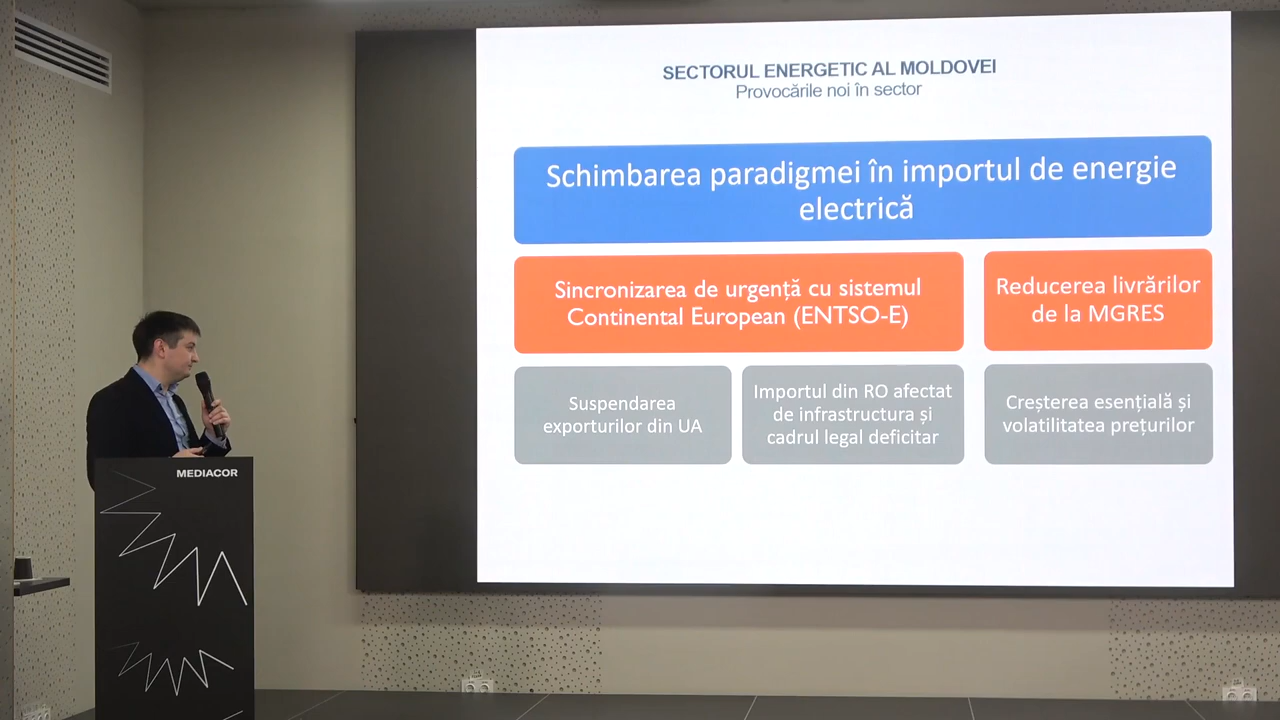 SECTORUL ENERGETIC AL MOLDOVEI
Provocările noi în sector
Schimbarea paradigmei în importul de energie
electrică
Sincronizarea de urgență cu sistemul
Continental European (ENTSO-E)
Reducerea livrărilor
de la MGRES
Suspendarea
exporturilor din UA
Importul din RO afectat
de infrastructura și
cadrul legal deficitar
Creșterea esențială și
volatilitatea prețurilor
MEDIACOR